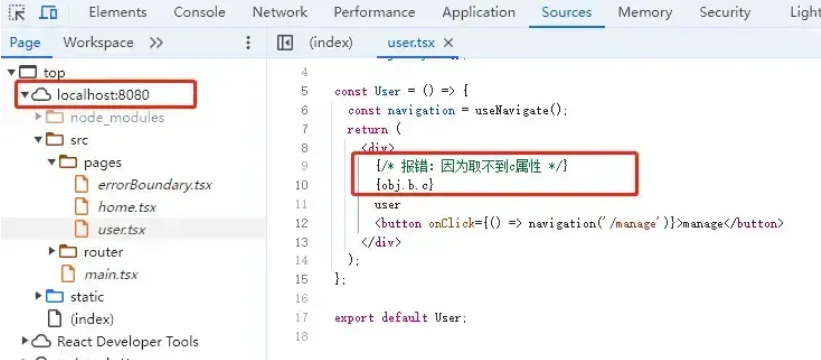 Elements Console Network Performance Application Sources Memory Security Light
Page Workspace >> (index) user.tsx ×
top
localhost:8080
node_modules
src
pages
errorBoundary.tsx
home.tsx
user.tsx
router
main.tsx
static
(index)
React Developer Tools
4
5 const User = () => {
6 const navigation = useNavigate();
7 return (
8 <div>
9 {/* 报错：因为取不到c属性 */}
10 {obj.b.c}
11 user
12 <button onClick={() => navigation('/manage')}>manage</button>
13 </div>
14 );
15 };
16
17 export default User;
18